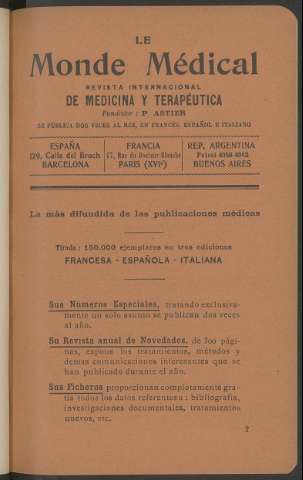 LE
Monde Médical
REVISTA INTERNACIONAL
DE MEDICINA Y TERAPÉUTICA
Fundador : P. ASTIER
SE PUBLICA DOS VECES AL MES, EN FRANCÉS, ESPAÑOL E ITALIANO
ESPAÑA
129, Calle del Bruch
BARCELONA
FRANCIA
47, Rue du Docteur-Blanche
PARIS (XVIe)
REP. ARGENTINA
Potosí
BUENOS AIRES
La más difundida de las publicaciones médicas
Tirada : 150.000 ejemplares en tres ediciones
FRANCESA - ESPAÑOLA - ITALIANA
Sus Números Especiales, tratando exclusiva-
mente un solo asunto se publican dos veces
al año.
Su Revista anual de Novedades, de 100 pági-
nas, expone los tratamientos, métodos y
demas comunicaciones interesantes que se
han publicado durante el año.
Sus Ficheros proporcionan completamente gra-
tis todos los datos referentes a : bibliografía,
investigaciones documentales, tratamientos
nuevos, etc.